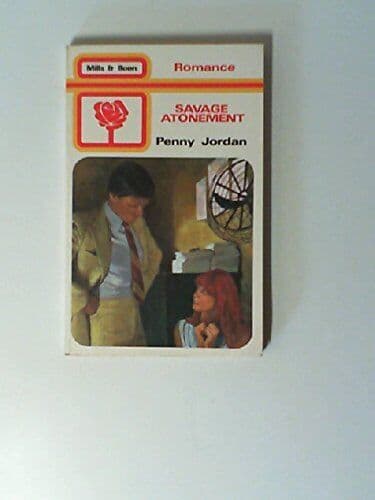 Mills & Boon
Romance
SAVAGE
ATONEMENT
Penny Jordan